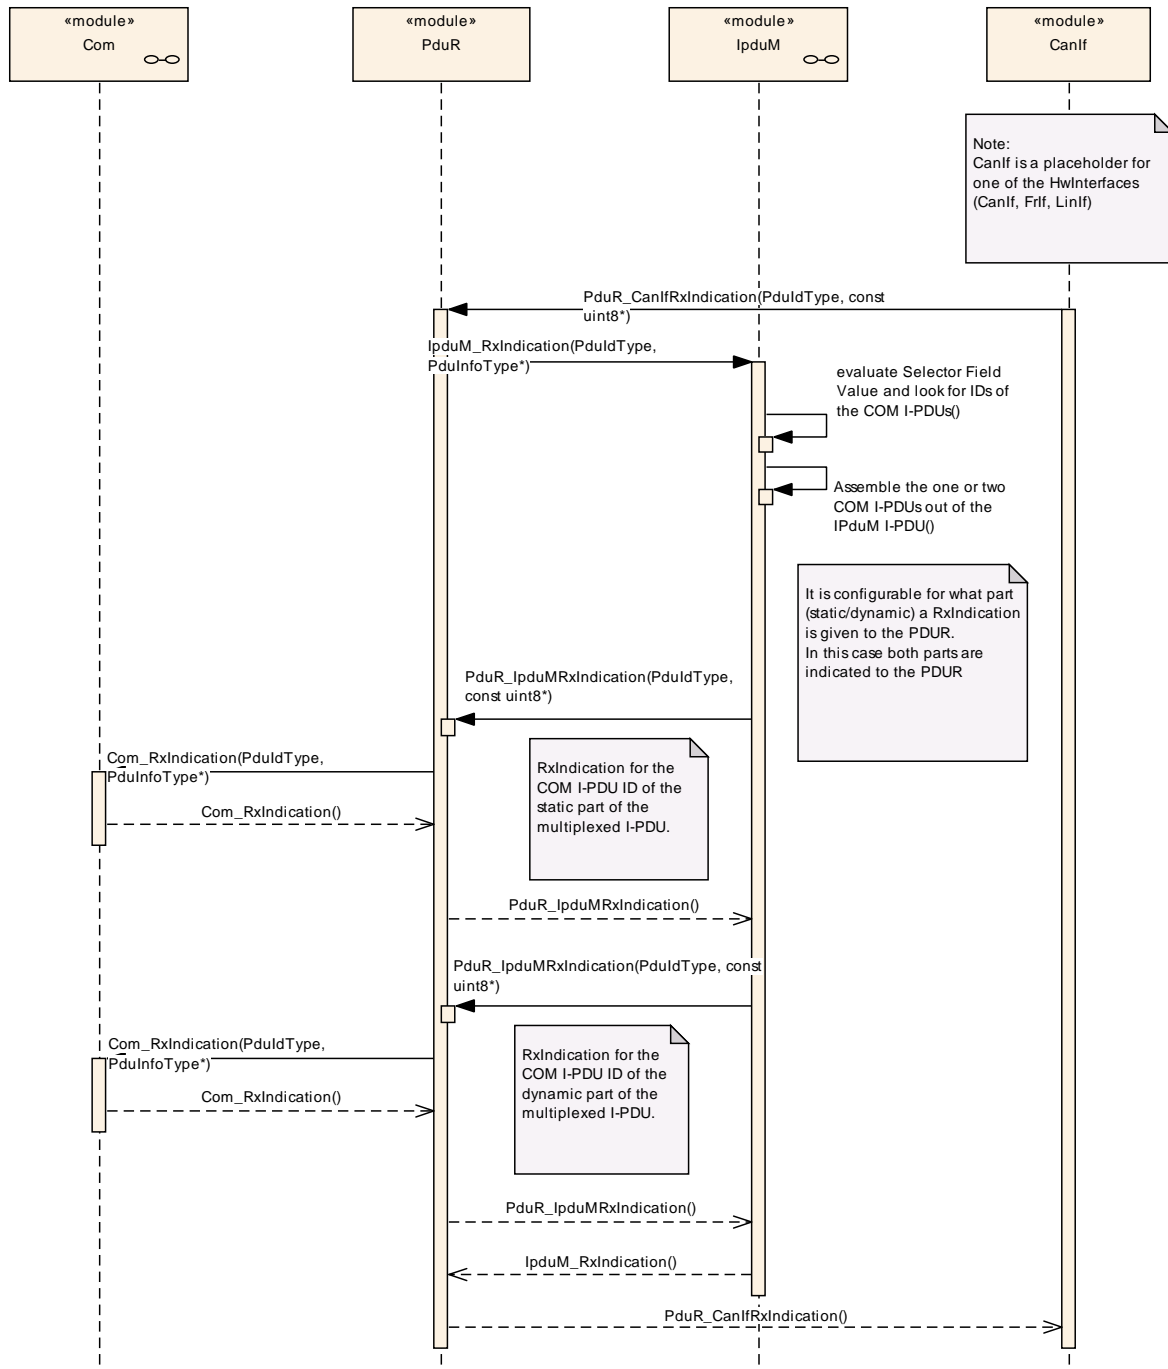 «module»
Com
«module»
PduR
«module»
IpduM
«module»
CanIf
Note:
CanIf is a placeholder for
one of the HwInterfaces
(CanIf, FrIf, LinIf)
PduR_CanIfRxIndication(PduIdType, const
uint8*)
IpduM_RxIndication(PduIdType,
PduInfoType*)
evaluate Selector Field
Value and look for IDs of
the COM I-PDUs()
Assemble the one or two
COM I-PDUs out of the
IPduM I-PDU()
It is configurable for what part
(static/dynamic) a RxIndication
is given to the PDUR.
In this case both parts are
indicated to the PDUR
PduR_IpduMRxIndication(PduIdType,
const uint8*)
Com_RxIndication(PduIdType,
PduInfoType*)
RxIndication for the
COM I-PDU ID of the
static part of the
multiplexed I-PDU.
Com_RxIndication()
PduR_IpduMRxIndication()
PduR_IpduMRxIndication(PduIdType, const
uint8*)
Com_RxIndication(PduIdType,
PduInfoType*)
RxIndication for the
COM I-PDU ID of the
dynamic part of the
multiplexed I-PDU.
Com_RxIndication()
PduR_IpduMRxIndication()
IpduM_RxIndication()
PduR_CanIfRxIndication()